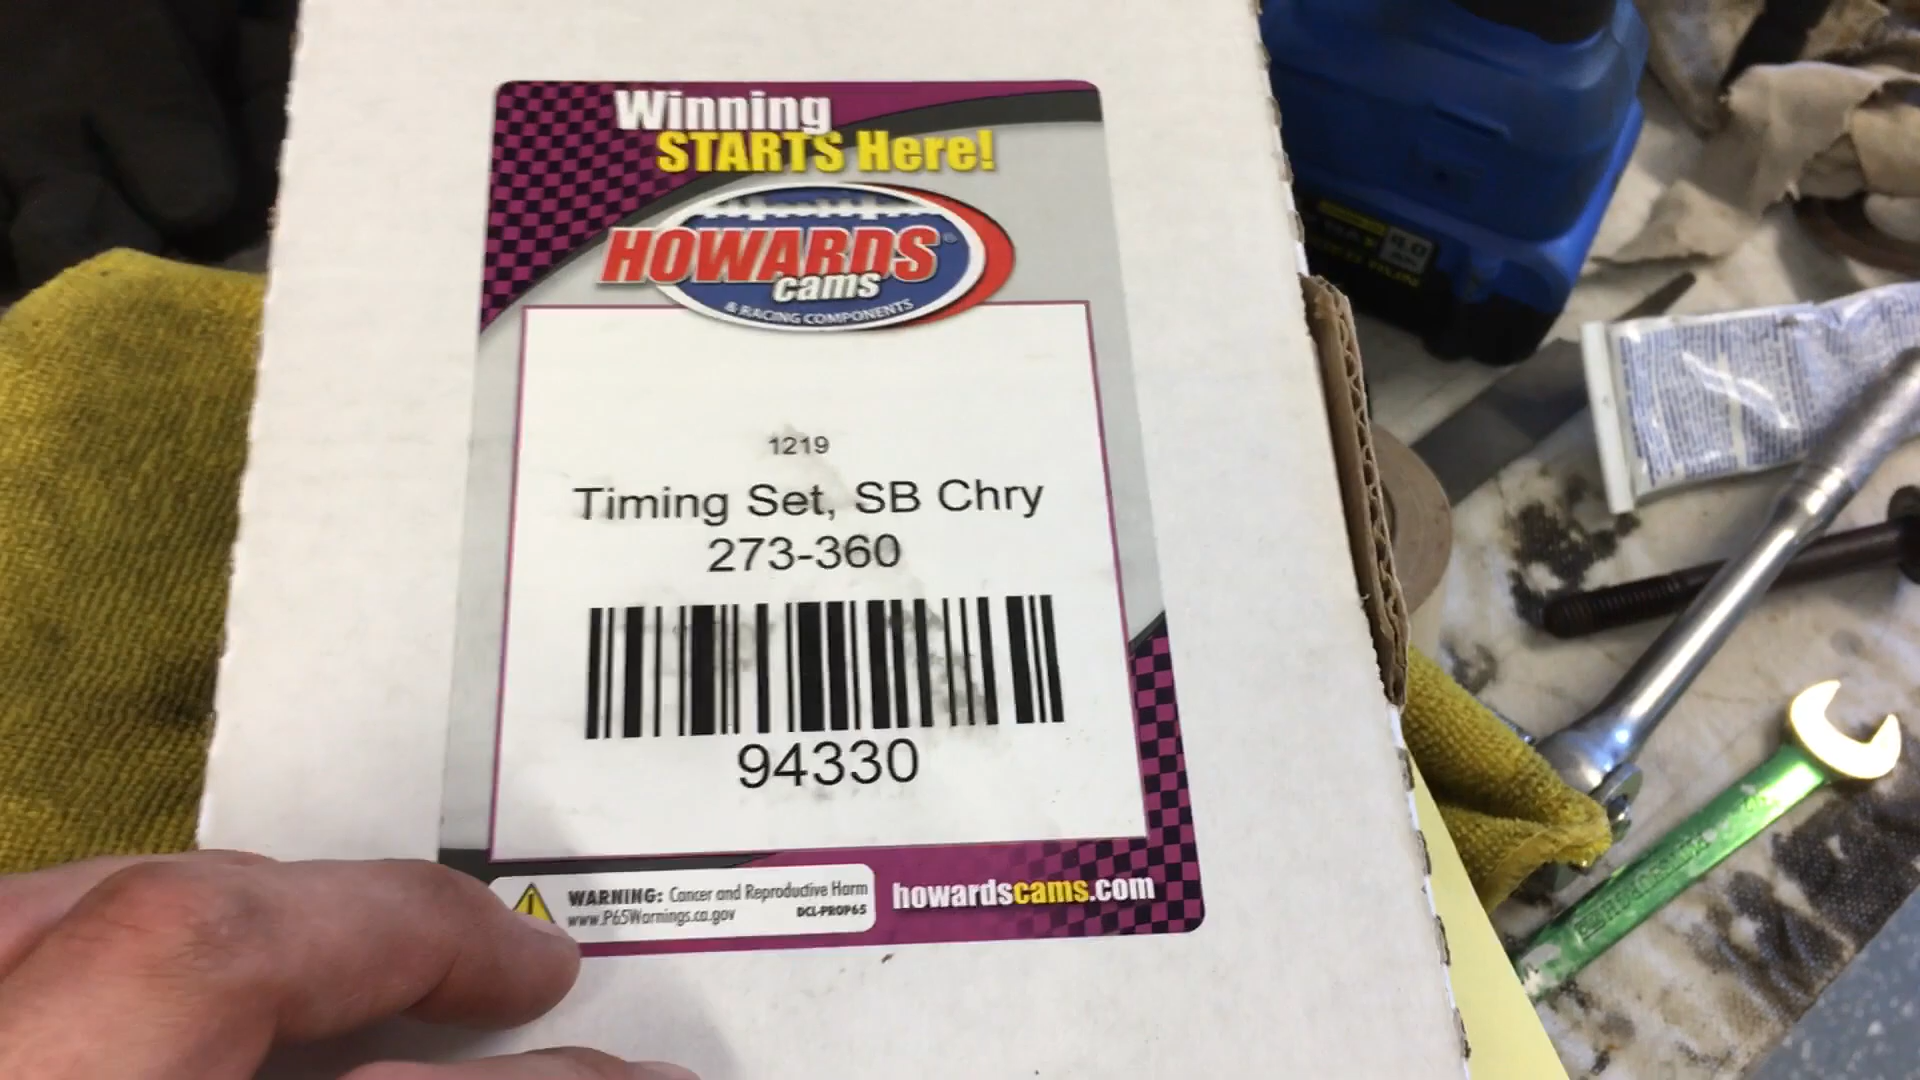 Winning
STARTS Here!
HOWARDS®
cams
& RACING COMPONENTS
1219
Timing Set, SB Chry
273-360
94330
WARNING: Cancer and Reproductive Harm
www.P65Warnings.ca.gov
DCL-PROP65
howardscams.com